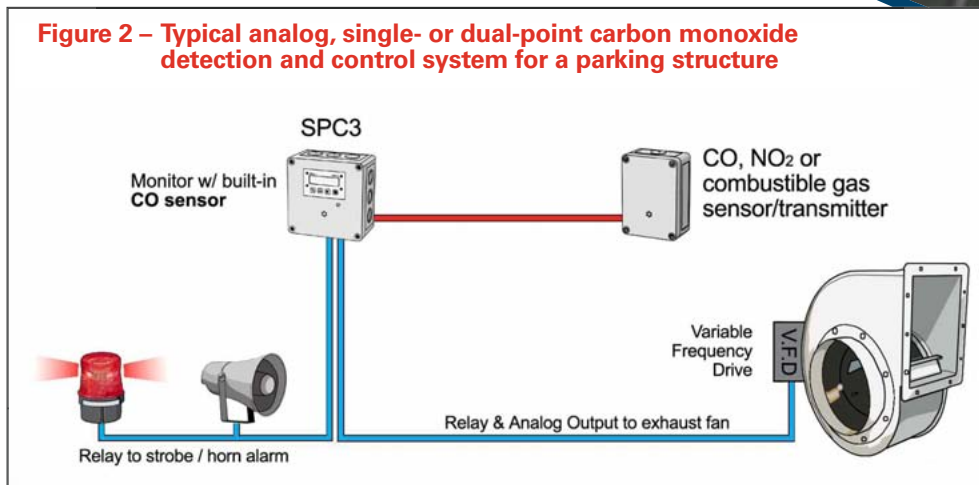 Figure 2 – Typical analog, single- or dual-point carbon monoxide
detection and control system for a parking structure
SPC3
Monitor w/ built-in
CO sensor
CO, NO2 or
combustible gas
sensor/transmitter
Variable
Frequency
Drive
V.F.D
Relay & Analog Output to exhaust fan
Relay to strobe / horn alarm